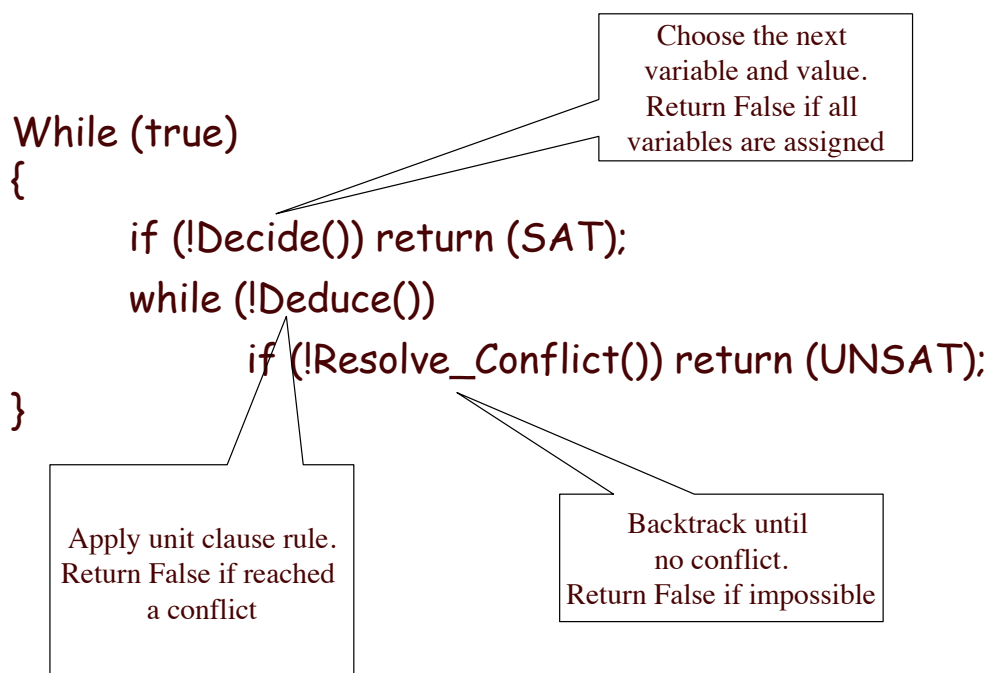 Choose the next
variable and value.
Return False if all
variables are assigned
While (true)
{
if (!Decide()) return (SAT);
while (!Deduce())
if (!Resolve_Conflict()) return (UNSAT);
}
Apply unit clause rule.
Return False if reached
a conflict
Backtrack until
no conflict.
Return False if impossible